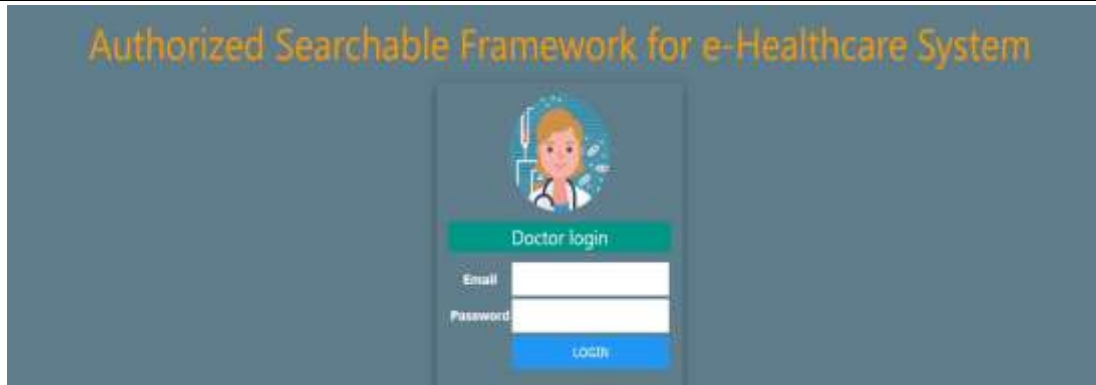 Authorized Searchable Framework for e-Healthcare System
Doctor login
Email
Password
LOGIN